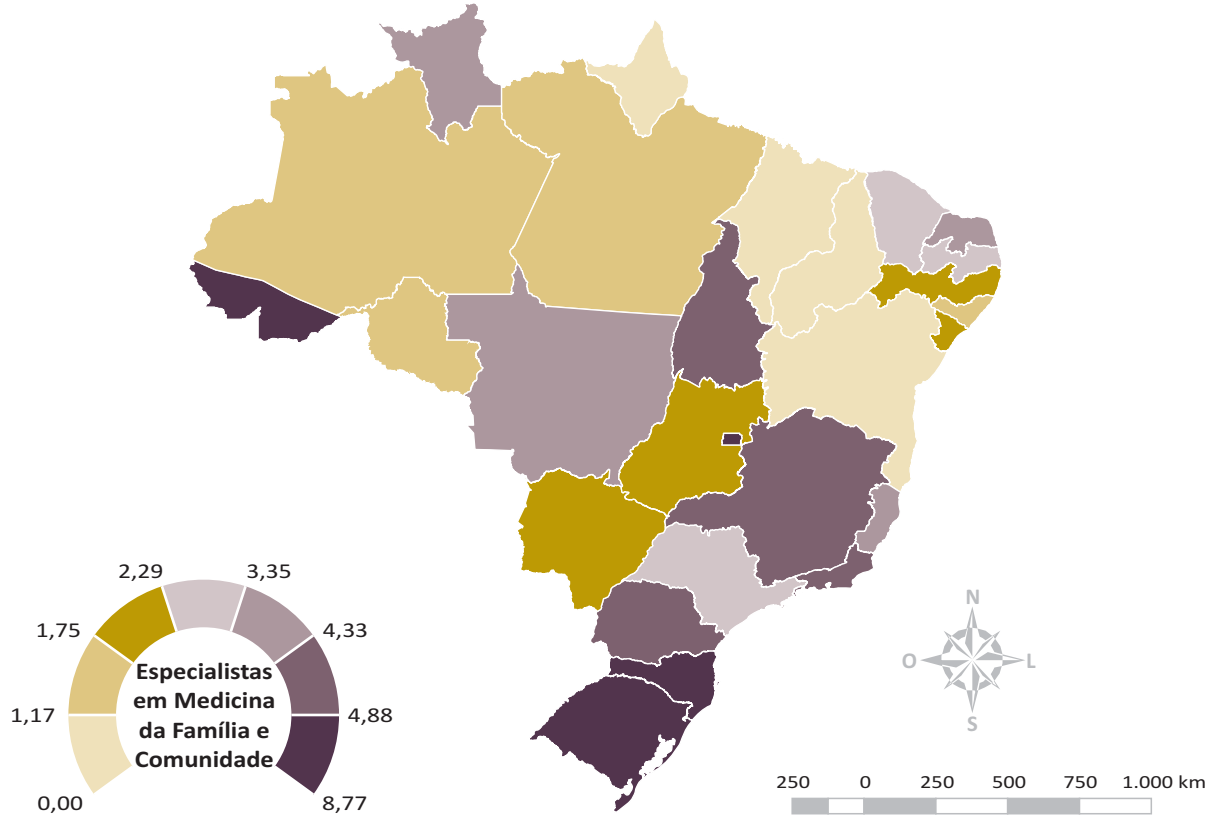 2,29
3,35
1,75
4,33
Especialistas
em Medicina
da Família e
Comunidade
1,17
4,88
0,00
8,77
N
O
L
S
250 0 250 500 750 1.000 km